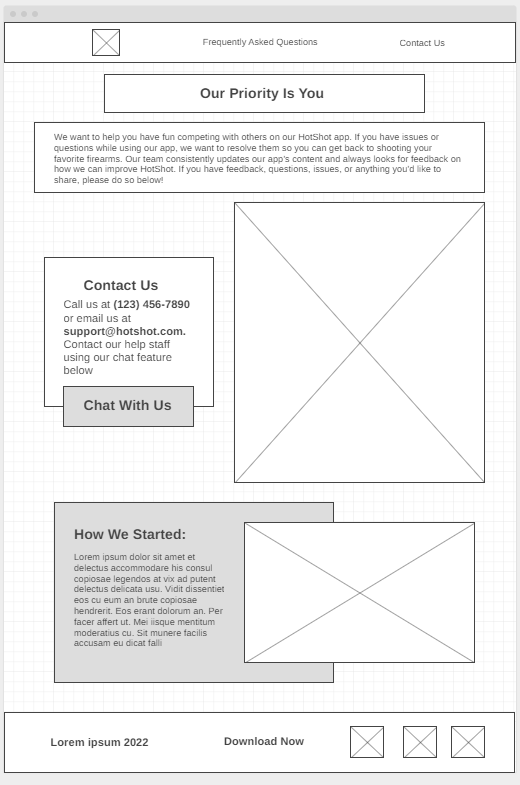 Frequently Asked Questions
Contact Us
Our Priority Is You
We want to help you have fun competing with others on our HotShot app. If you have issues or
questions while using our app, we want to resolve them so you can get back to shooting your
favorite firearms. Our team consistently updates our app's content and always looks for feedback on
how we can improve HotShot. If you have feedback, questions, issues, or anything you'd like to
share, please do so below!
Contact Us
Call us at (123) 456-7890
or email us at
support@hotshot.com.
Contact our help staff
using our chat feature
below
Chat With Us
How We Started:
Lorem ipsum dolor sit amet et
delectus accommodare his consul
copiosae legendos at vix ad putent
delectus delicata usu. Vidit dissentiet
eos cu eum an brute copiosae
hendrerit. Eos erant dolorum an. Per
facer affert ut. Mei iisque mentitum
moderatius cu. Sit munere facilis
accusam eu dicat falli
Lorem ipsum 2022
Download Now